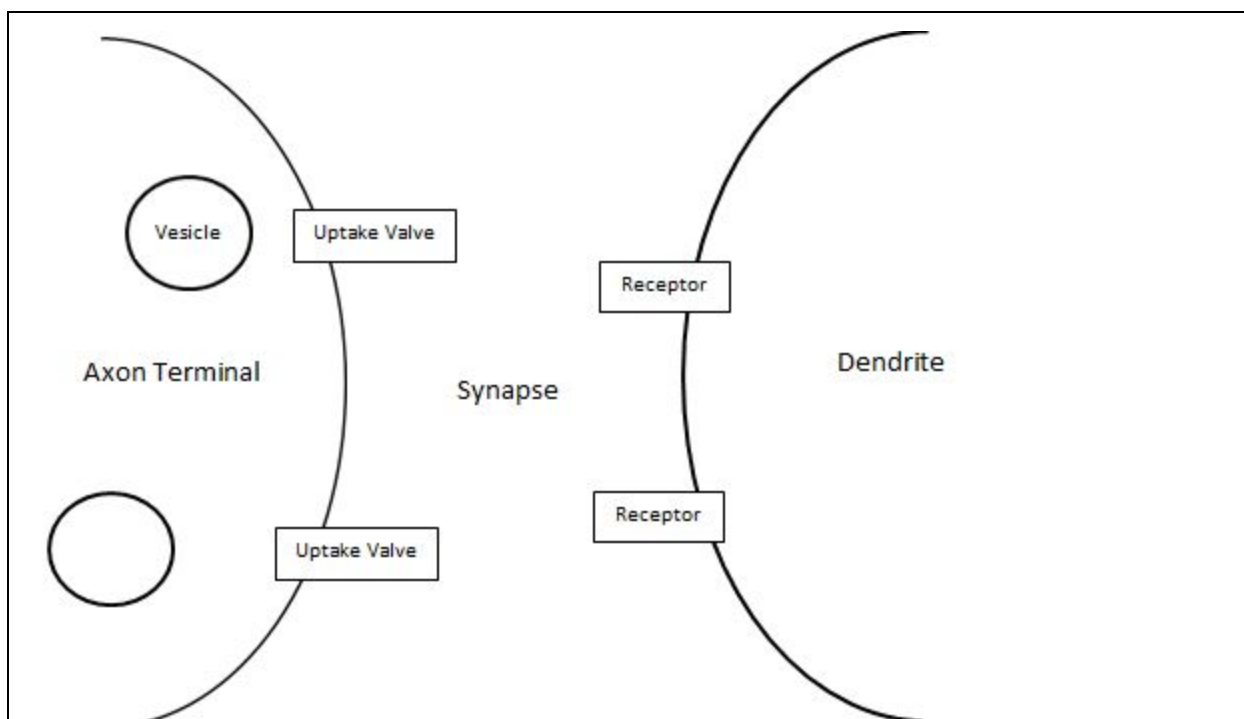 Vesicle
Uptake Valve
Receptor
Axon Terminal
Synapse
Dendrite
Receptor
Uptake Valve